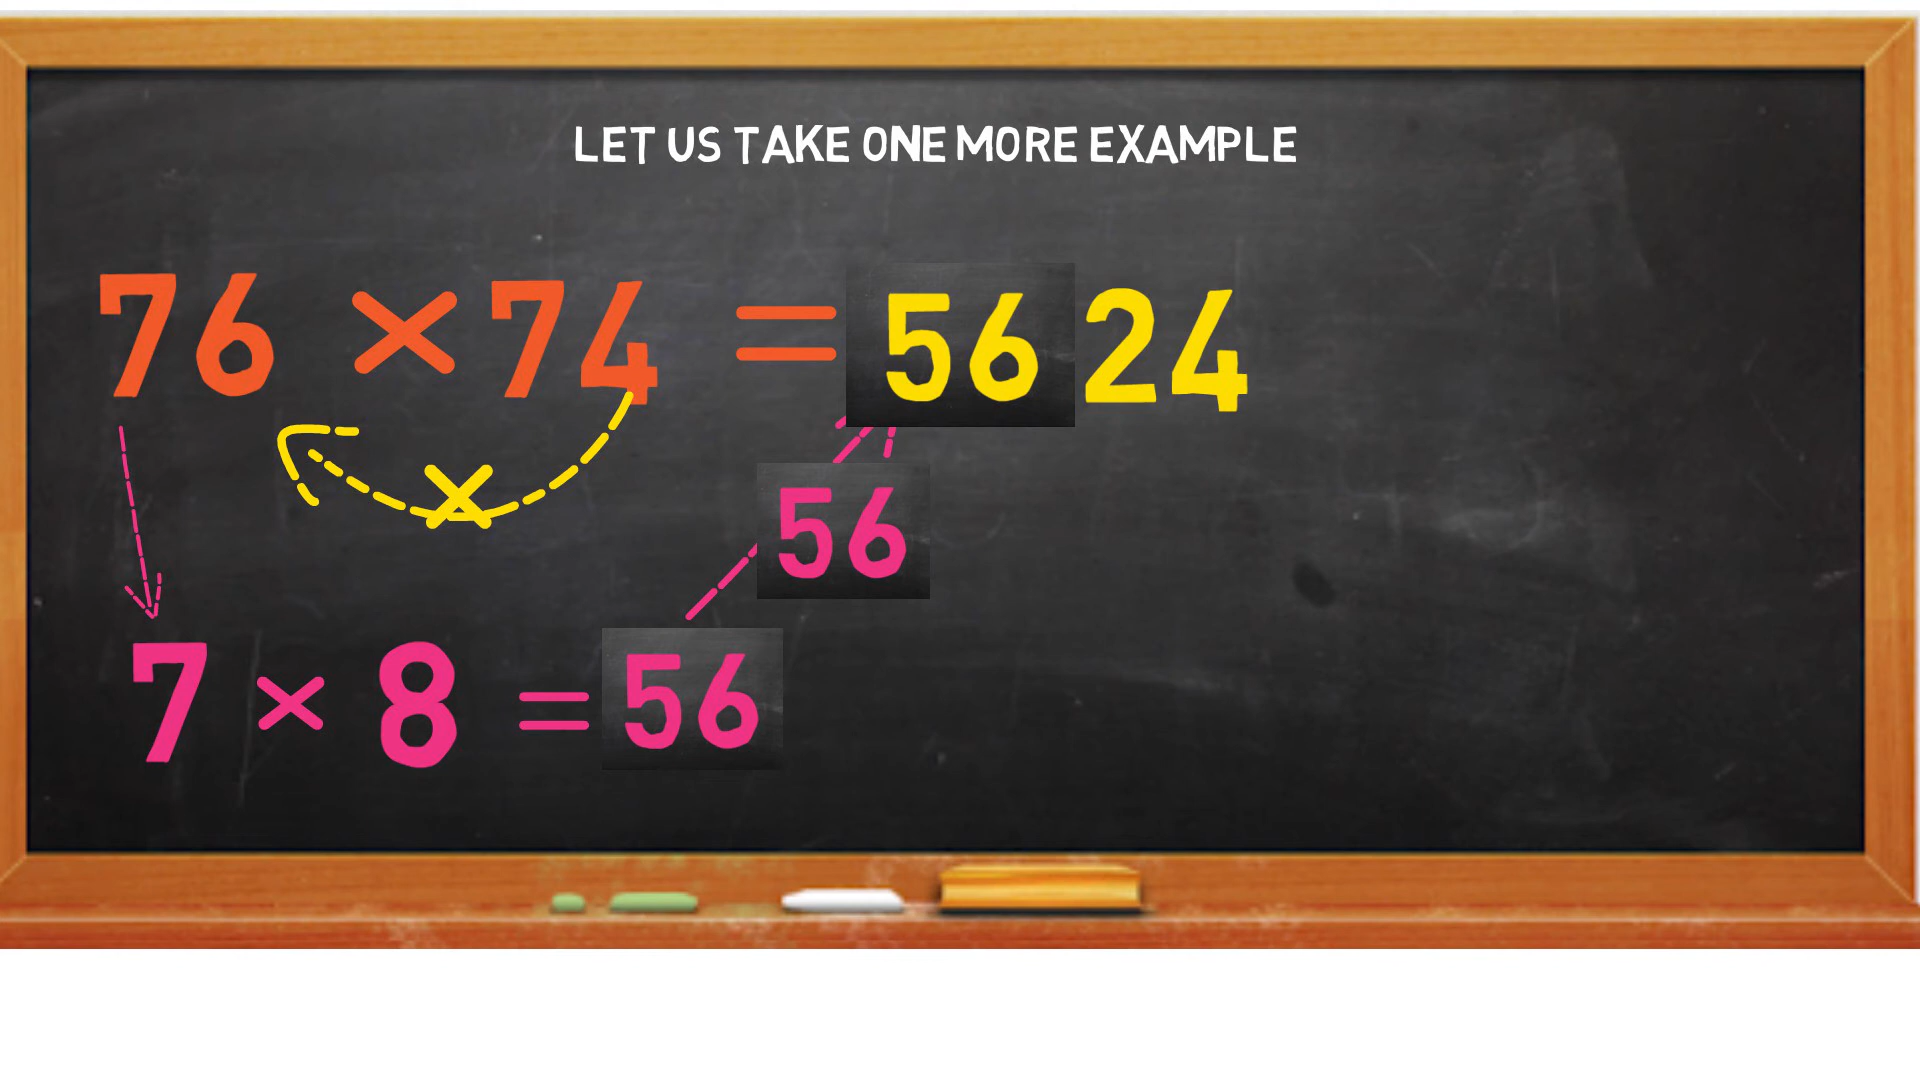 LET US TAKE ONE MORE EXAMPLE
76 × 74 = 56 24
×
56
7 × 8 = 56